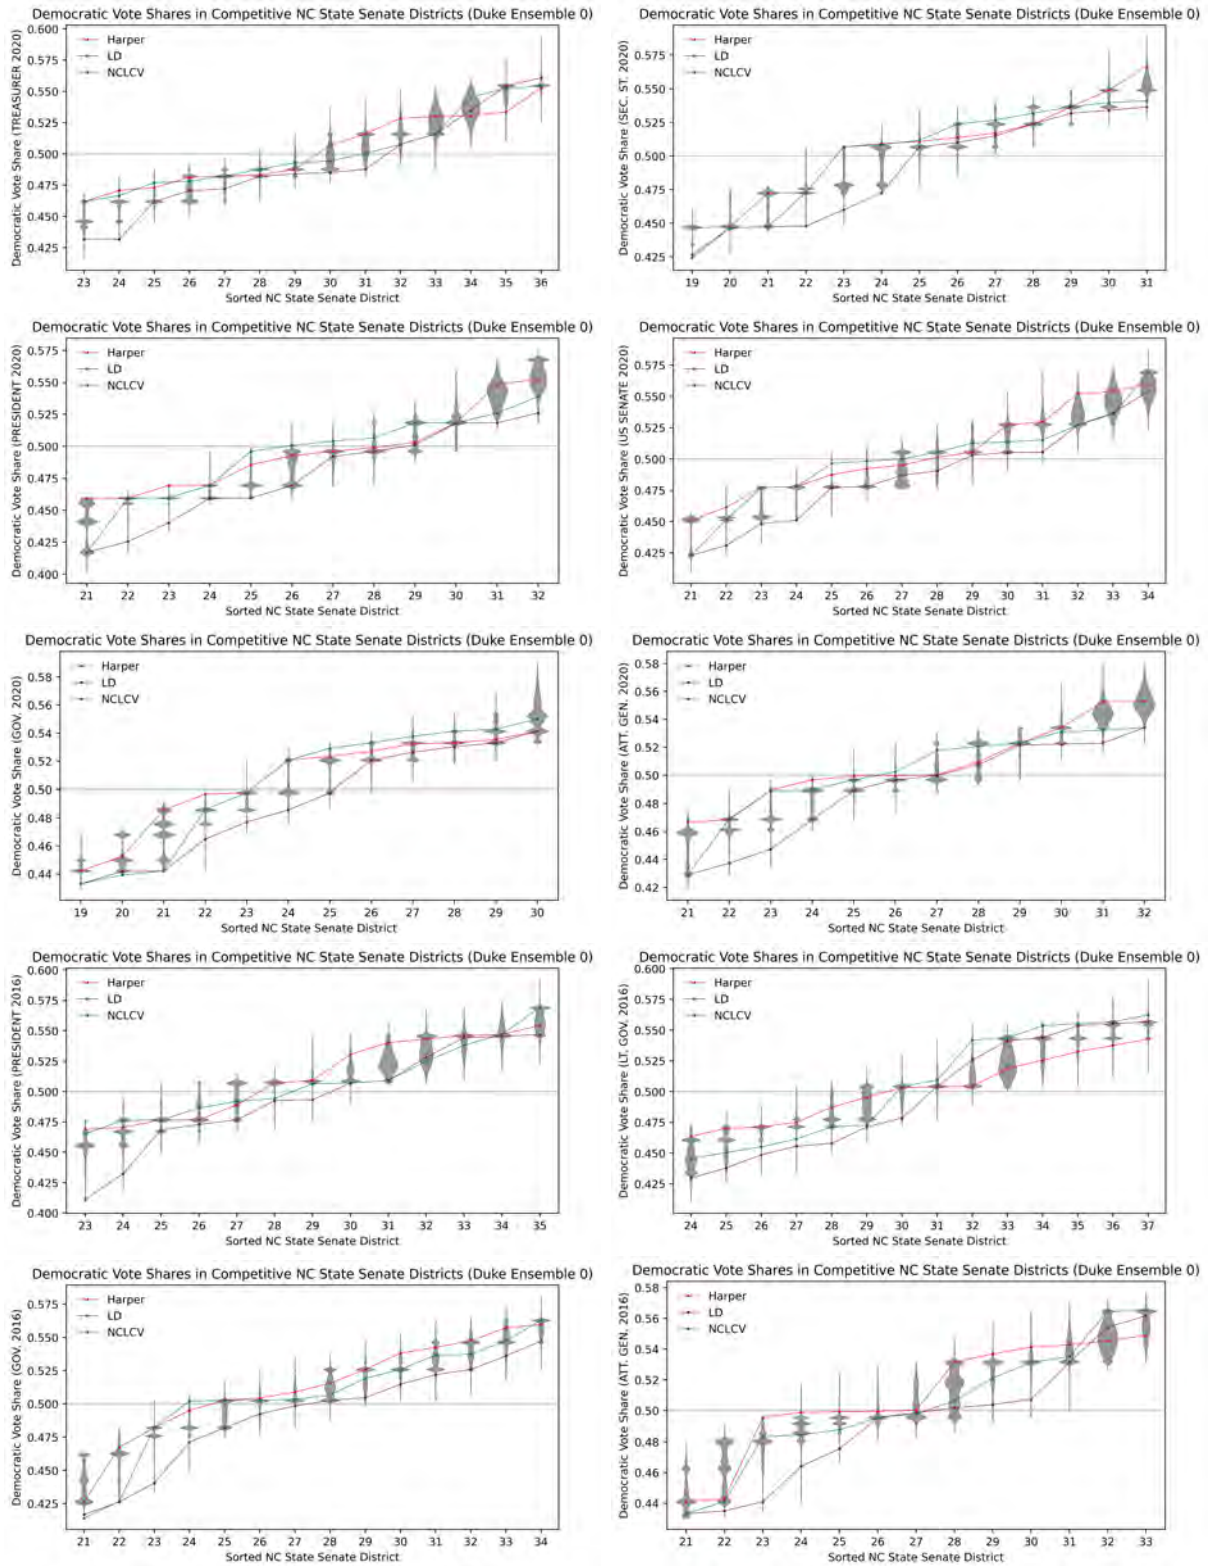 Democratic Vote Shares in Competitive NC State Senate Districts (Duke Ensemble 0)
Democratic Vote Share (TREASURER 2020)
0.600
0.575
0.550
0.525
0.500
0.475
0.450
0.425
Harper
LD
NCLCV
23 24 25 26 27 28 29 30 31 32 33 34 35 36
Sorted NC State Senate District
Democratic Vote Shares in Competitive NC State Senate Districts (Duke Ensemble 0)
Democratic Vote Share (SEC. ST. 2020)
0.575
0.550
0.525
0.500
0.475
0.450
0.425
Harper
LD
NCLCV
19 20 21 22 23 24 25 26 27 28 29 30 31
Sorted NC State Senate District
Democratic Vote Shares in Competitive NC State Senate Districts (Duke Ensemble 0)
Democratic Vote Share (PRESIDENT 2020)
0.575
0.550
0.525
0.500
0.475
0.450
0.425
0.400
Harper
LD
NCLCV
21 22 23 24 25 26 27 28 29 30 31 32
Sorted NC State Senate District
Democratic Vote Shares in Competitive NC State Senate Districts (Duke Ensemble 0)
Democratic Vote Share (US SENATE 2020)
0.575
0.550
0.525
0.500
0.475
0.450
0.425
Harper
LD
NCLCV
21 22 23 24 25 26 27 28 29 30 31 32 33 34
Sorted NC State Senate District
Democratic Vote Shares in Competitive NC State Senate Districts (Duke Ensemble 0)
Democratic Vote Share (GOV. 2020)
0.58
0.56
0.54
0.52
0.50
0.48
0.46
0.44
Harper
LD
NCLCV
19 20 21 22 23 24 25 26 27 28 29 30
Sorted NC State Senate District
Democratic Vote Shares in Competitive NC State Senate Districts (Duke Ensemble 0)
Democratic Vote Share (ATT. GEN. 2020)
0.58
0.56
0.54
0.52
0.50
0.48
0.46
0.44
0.42
Harper
LD
NCLCV
21 22 23 24 25 26 27 28 29 30 31 32
Sorted NC State Senate District
Democratic Vote Shares in Competitive NC State Senate Districts (Duke Ensemble 0)
Democratic Vote Share (PRESIDENT 2016)
0.600
0.575
0.550
0.525
0.500
0.475
0.450
0.425
0.400
Harper
LD
NCLCV
23 24 25 26 27 28 29 30 31 32 33 34 35
Sorted NC State Senate District
Democratic Vote Shares in Competitive NC State Senate Districts (Duke Ensemble 0)
Democratic Vote Share (LT. GOV. 2016)
0.600
0.575
0.550
0.525
0.500
0.475
0.450
0.425
Harper
LD
NCLCV
24 25 26 27 28 29 30 31 32 33 34 35 36 37
Sorted NC State Senate District
Democratic Vote Shares in Competitive NC State Senate Districts (Duke Ensemble 0)
Democratic Vote Share (GOV. 2016)
0.575
0.550
0.525
0.500
0.475
0.450
0.425
Harper
LD
NCLCV
21 22 23 24 25 26 27 28 29 30 31 32 33 34
Sorted NC State Senate District
Democratic Vote Shares in Competitive NC State Senate Districts (Duke Ensemble 0)
Democratic Vote Share (ATT. GEN. 2016)
0.58
0.56
0.54
0.52
0.50
0.48
0.46
0.44
Harper
LD
NCLCV
21 22 23 24 25 26 27 28 29 30 31 32 33
Sorted NC State Senate District